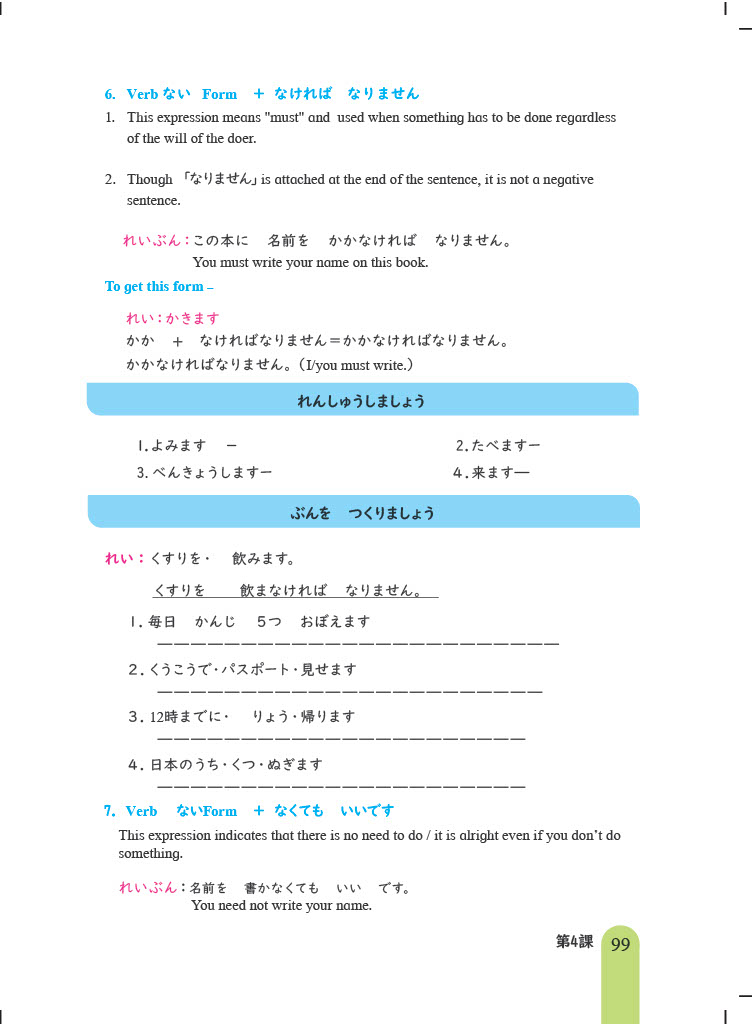 6. Verb ない Form ＋ なければ なりません
1. This expression means "must" and used when something has to be done regardless
of the will of the doer.
2. Though 「なりません」 is attached at the end of the sentence, it is not a negative
sentence.
れいぶん：この本に 名前を かかなければ なりません。
You must write your name on this book.
To get this form –
れい：かきます
かか ＋ なければなりません＝かかなければなりません。
かかなければなりません。（I/you must write.）
れんしゅうしましょう
1. よみます ー 2. たべますー
3. べんきょうしますー 4. 来ます―
ぶんを つくりましょう
れい： くすりを・ 飲みます。
くすりを 飲まなければ なりません。
1. 毎日 かんじ 5つ おぼえます
2. くうこうで・パスポート・見せます
3. 12時までに・ りょう・帰ります
4. 日本のうち・くつ・ぬぎます
7. Verb ないForm ＋ なくても いいです
This expression indicates that there is no need to do / it is alright even if you don't do
something.
れいぶん：名前を 書かなくても いい です。
You need not write your name.
第4課 99